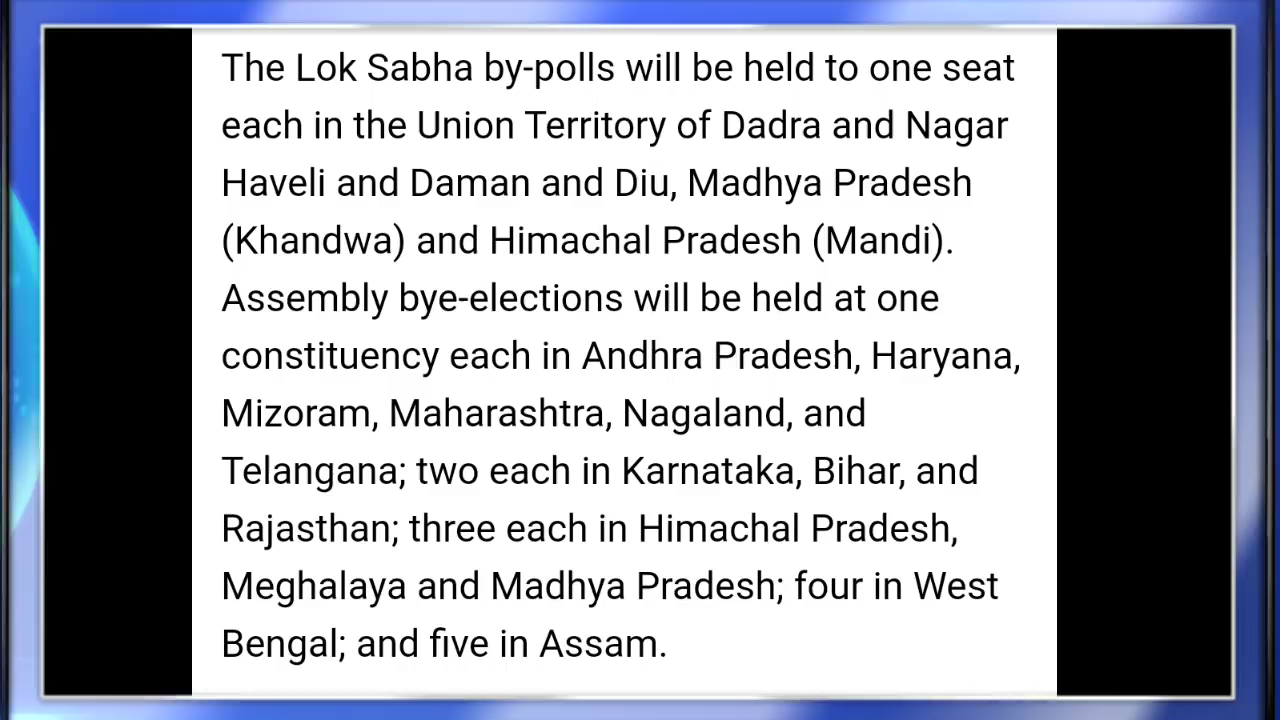 The Lok Sabha by-polls will be held to one seat
each in the Union Territory of Dadra and Nagar
Haveli and Daman and Diu, Madhya Pradesh
(Khandwa) and Himachal Pradesh (Mandi).
Assembly bye-elections will be held at one
constituency each in Andhra Pradesh, Haryana,
Mizoram, Maharashtra, Nagaland, and
Telangana; two each in Karnataka, Bihar, and
Rajasthan; three each in Himachal Pradesh,
Meghalaya and Madhya Pradesh; four in West
Bengal; and five in Assam.